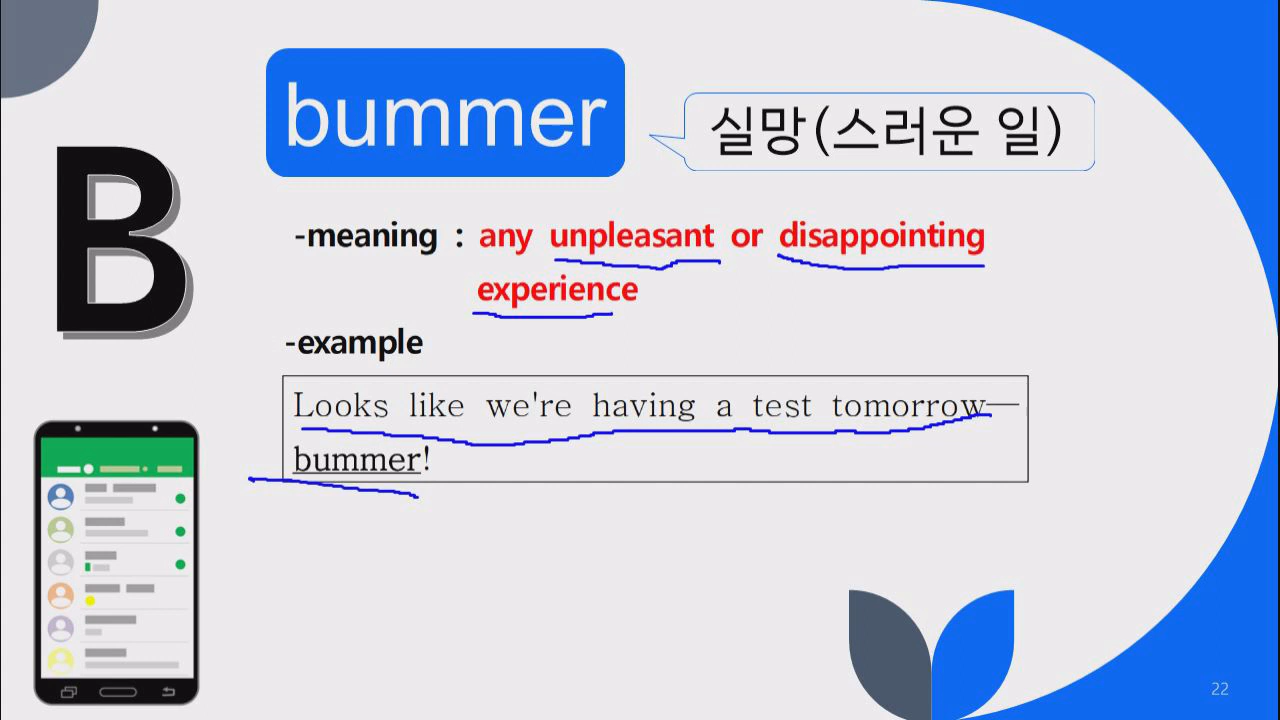 bummer
실망(스러운 일)
B
-meaning : any unpleasant or disappointing
experience
-example
Looks like we're having a test tomorrow—
bummer!
22